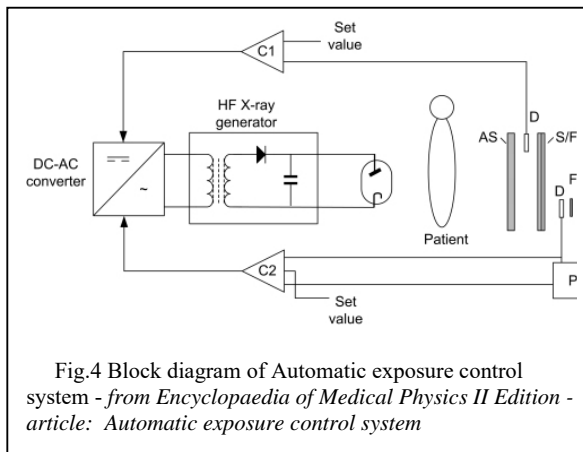 C1
Set
value
HF X-ray
generator
D
AS
S/F
DC-AC
converter
~
D
F
Patient
C2
P
Set
value
Fig.4 Block diagram of Automatic exposure control
system - from Encyclopaedia of Medical Physics II Edition -
article: Automatic exposure control system